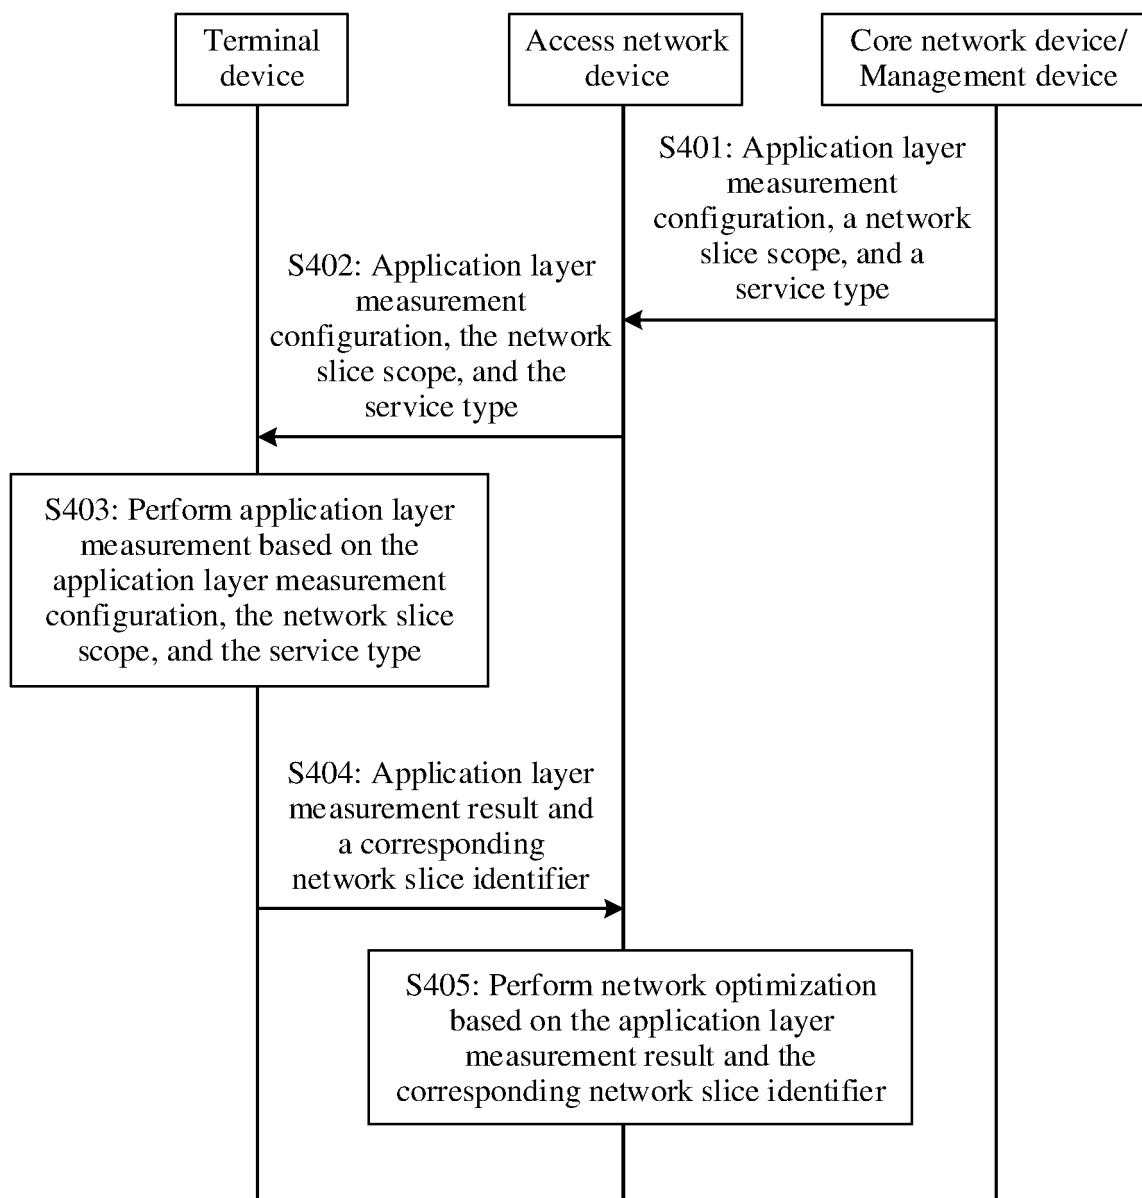 Terminal
device
Access network
device
Core network device/
Management device
S401: Application layer
measurement
configuration, a network
slice scope, and a
service type
S402: Application layer
measurement
configuration, the network
slice scope, and the
service type
S403: Perform application layer
measurement based on the
application layer measurement
configuration, the network slice
scope, and the service type
S404: Application layer
measurement result and
a corresponding
network slice identifier
S405: Perform network optimization
based on the application layer
measurement result and the
corresponding network slice identifier